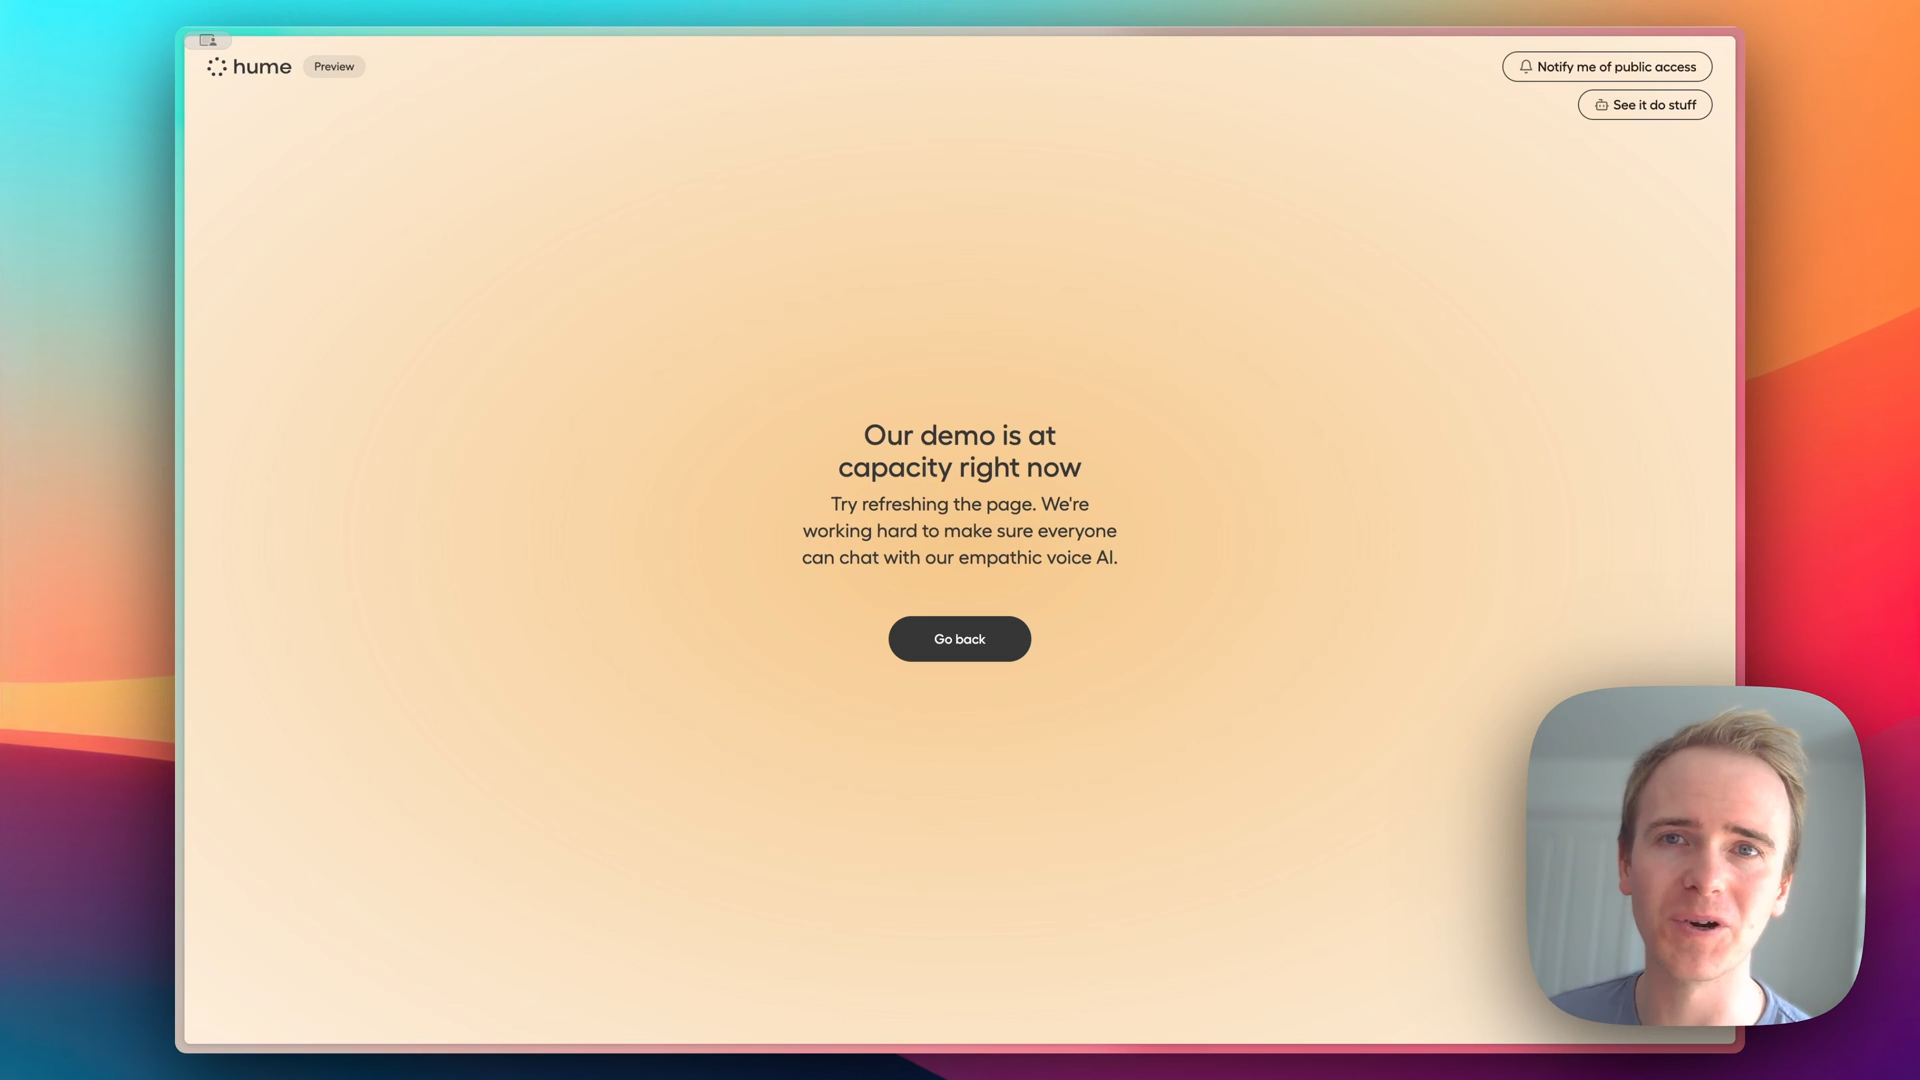 hume
Preview
Notify me of public access
See it do stuff
Our demo is at
capacity right now
Try refreshing the page. We're
working hard to make sure everyone
can chat with our empathic voice AI.
Go back